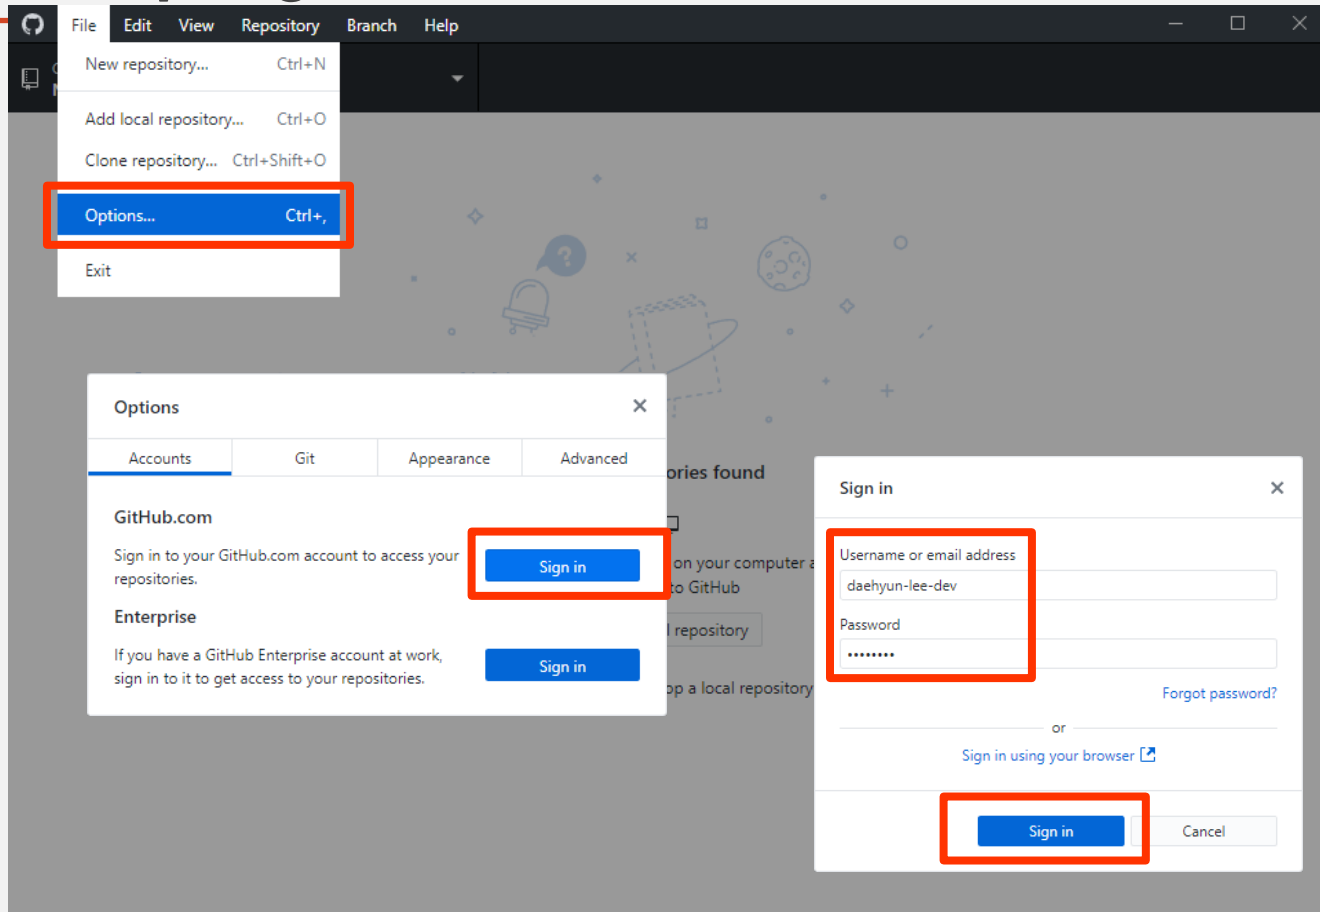 File Edit View Repository Branch Help
New repository... Ctrl+N
Add local repository... Ctrl+O
Clone repository... Ctrl+Shift+O
Options... Ctrl+,
Exit
?
Options
Accounts Git Appearance Advanced
GitHub.com
Sign in to your GitHub.com account to access your
repositories.
Sign in
Enterprise
If you have a GitHub Enterprise account at work,
sign in to it to get access to your repositories.
Sign in
ories found
on your computer
to GitHub
repository
op a local repository
Sign in
Username or email address
daehyun-lee-dev
Password
••••••••
Forgot password?
or
Sign in using your browser
Sign in Cancel